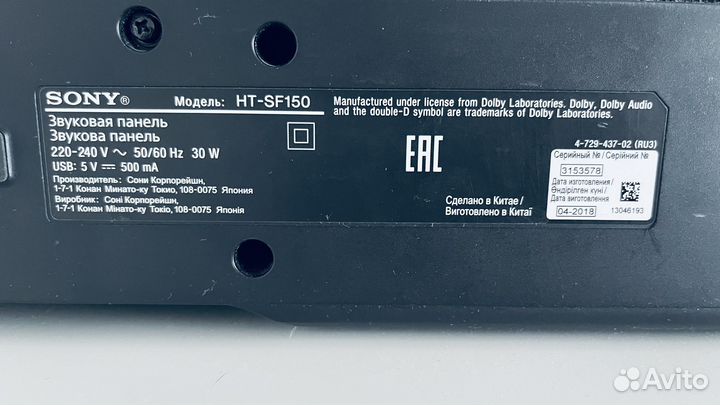 SONY® Модель: HT-SF150
Звуковая панель
Звукова панель
220-240 V ~ 50/60 Hz 30 W
USB: 5 V ⎓ 500 mA
Производитель: Сони Корпорейшн,
1-7-1 Конан Минато-ку Токио, 108-0075 Япония
Виробник: Соні Корпорейшн,
1-7-1 Конан Мінато-ку Токіо, 108-0075 Японія
Manufactured under license from Dolby Laboratories. Dolby, Dolby Audio
and the double-D symbol are trademarks of Dolby Laboratories.
EAC
Сделано в Китае/
Виготовлено в Китаї
4-729-437-02 (RU3)
Серийный № / Серійний №
3153578
Дата изготовления /
Өндірілген күні /
Дата виготовлення
04-2018
13046193
Avito